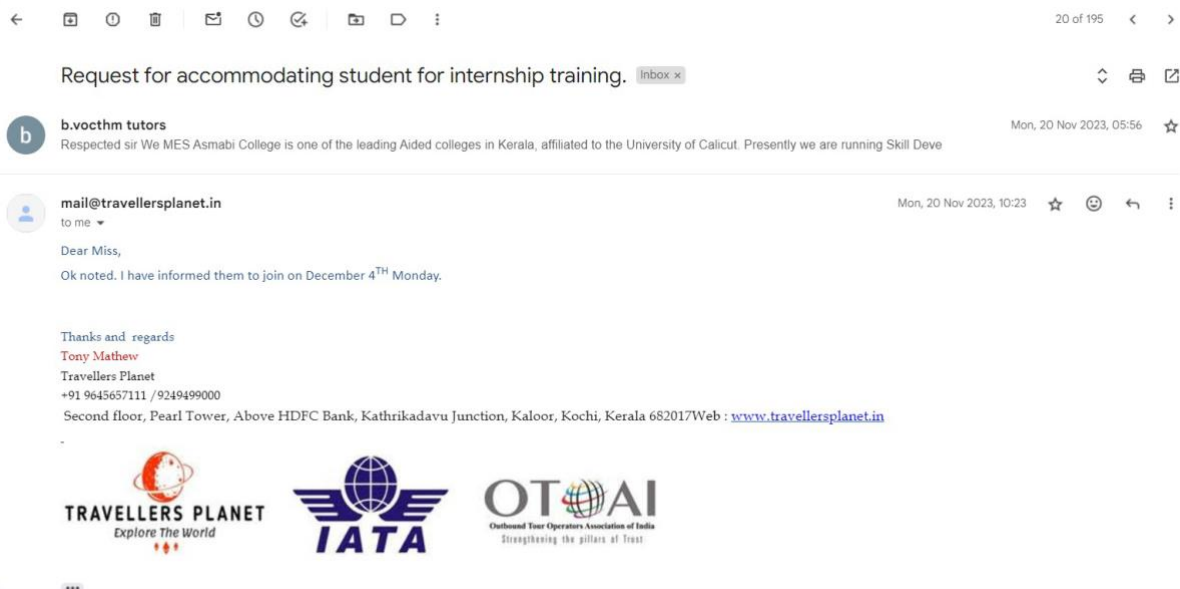 20 of 195
Request for accommodating student for internship training. Inbox ×
b
b.vocthm tutors
Mon, 20 Nov 2023, 05:56
Respected sir We MES Asmabi College is one of the leading Aided colleges in Kerala, affiliated to the University of Calicut. Presently we are running Skill Deve
mail@travellersplanet.in
Mon, 20 Nov 2023, 10:23
to me
Dear Miss,
Ok noted. I have informed them to join on December 4TH Monday.
Thanks and regards
Tony Mathew
Travellers Planet
+91 9645657111 /9249499000
Second floor, Pearl Tower, Above HDFC Bank, Kathrikadavu Junction, Kaloor, Kochi, Kerala 682017Web : www.travellersplanet.in
TRAVELLERS PLANET
Explore The World
IATA
OTOAI
Outbound Tour Operators Association of India
Strengthening the pillars of Trust